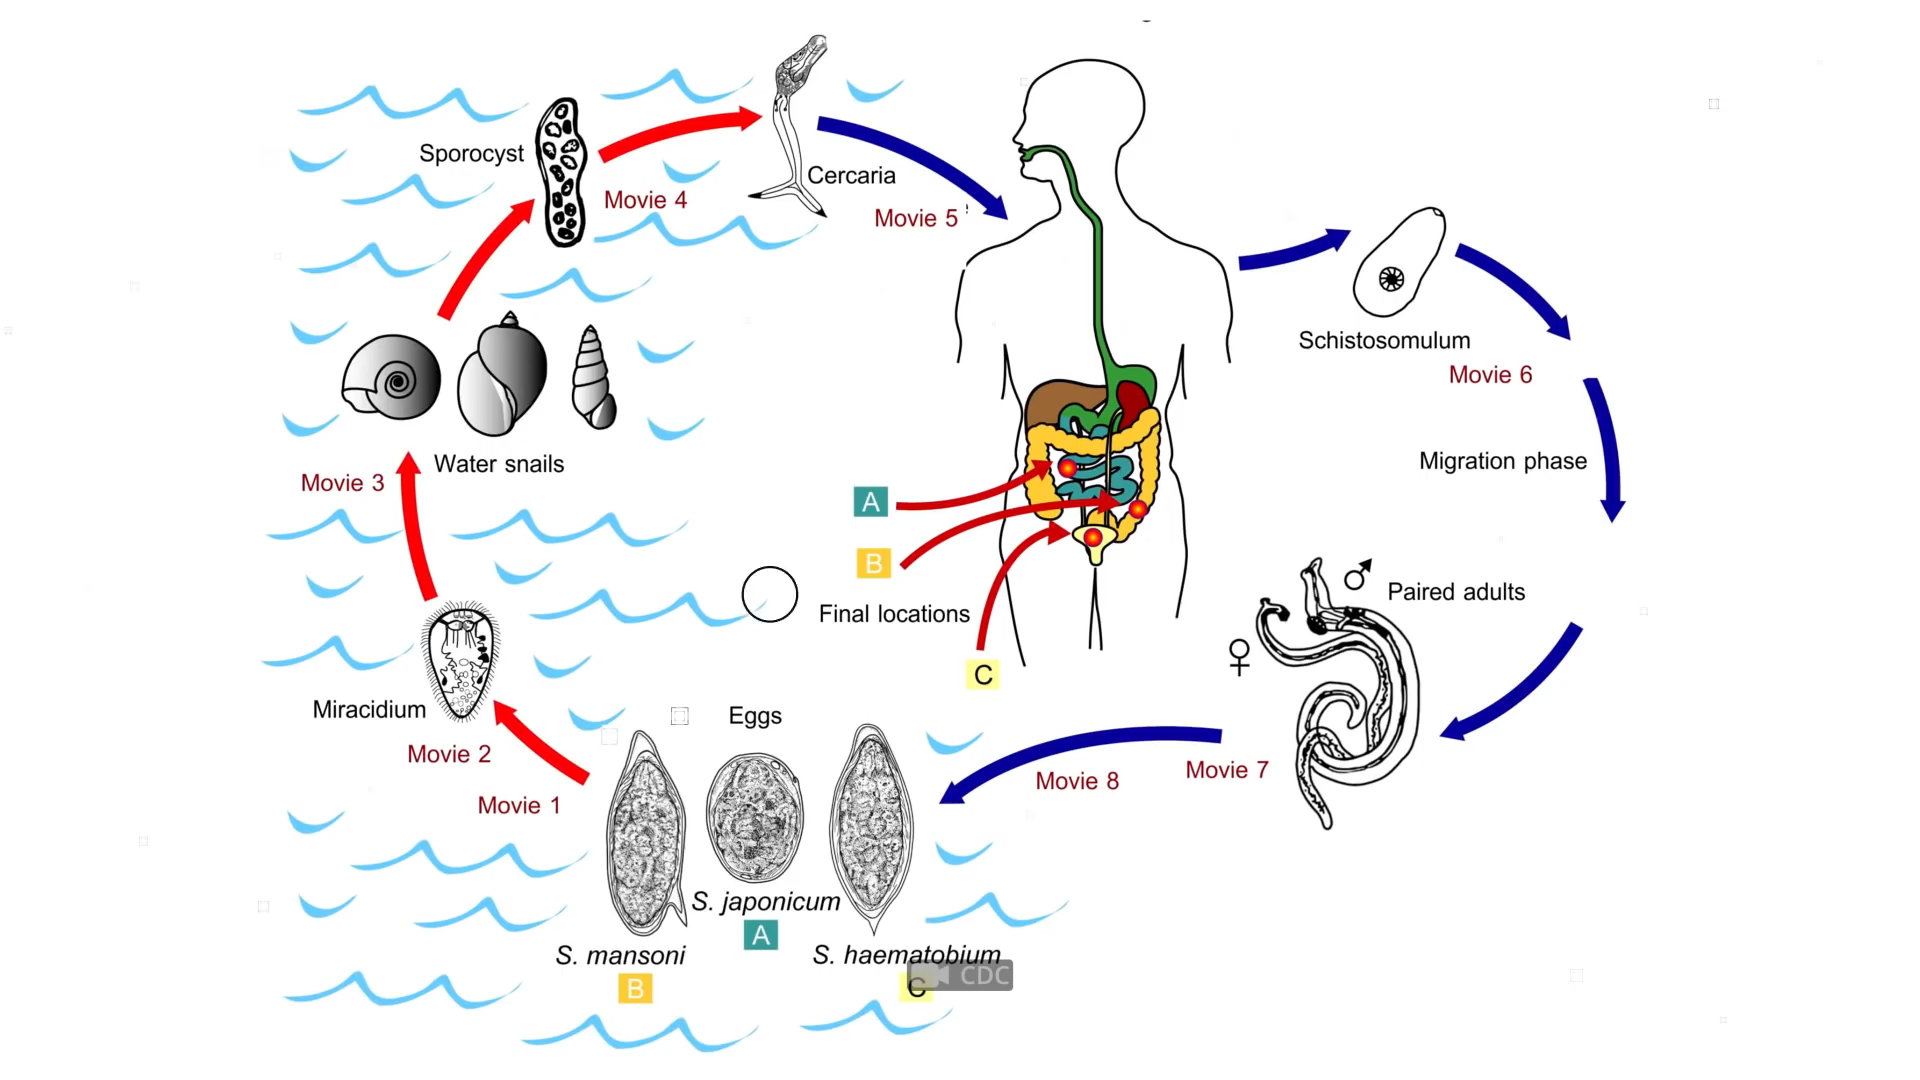 Sporocyst
Movie 4
Cercaria
Movie 5
Schistosomulum
Movie 6
Water snails
Movie 3
Migration phase
A
B
Final locations
C
Paired adults
♂
♀
Miracidium
Movie 2
Movie 1
Eggs
Movie 8
Movie 7
S. japonicum
A
S. mansoni
B
S. haematobium
C
CDC